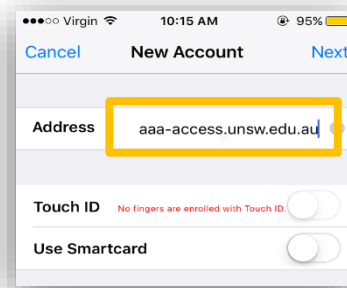 ●●●○○ Virgin 10:15 AM 95%
Cancel New Account Next
Address aaa-access.unsw.edu.au
Touch ID No fingers are enrolled with Touch ID.
Use Smartcard